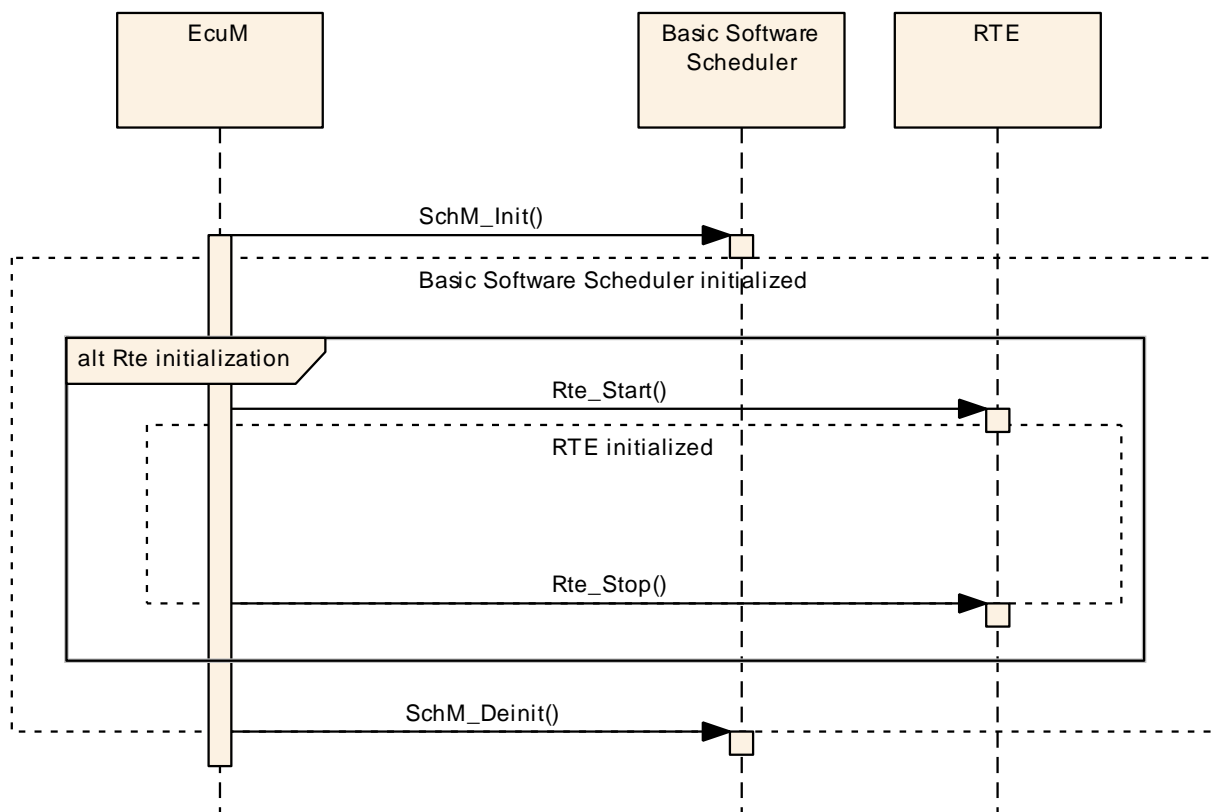 EcuM
Basic Software
Scheduler
RTE
SchM_Init()
Basic Software Scheduler initialized
alt Rte initialization
Rte_Start()
RTE initialized
Rte_Stop()
SchM_Deinit()